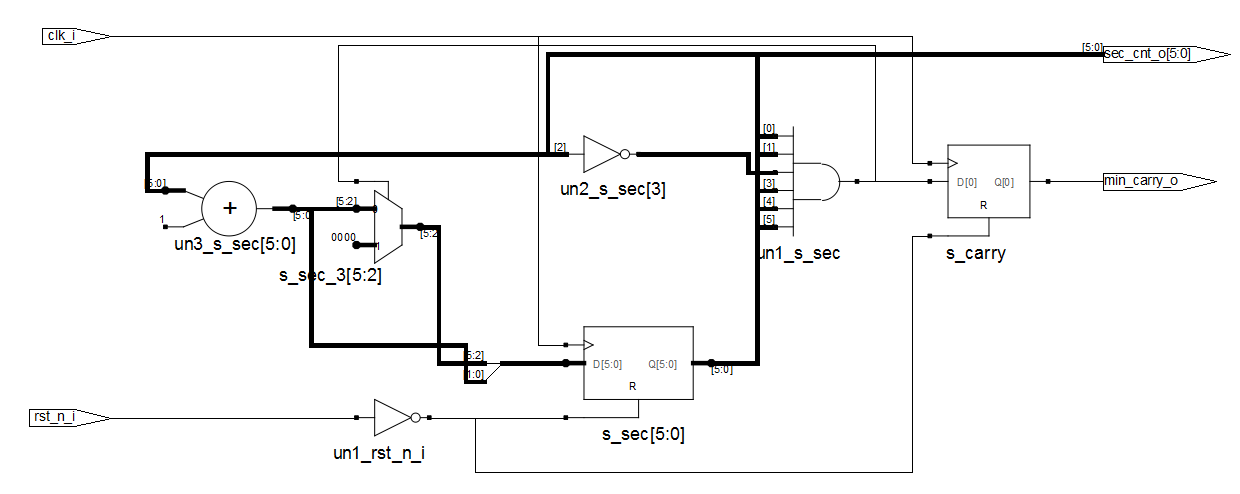 clk_i
[5:0]
sec_cnt_o[5:0]
[0]
[2]
[1]
[5:0]
un2_s_sec[3]
[3]
D[0]
Q[0]
min_carry_o
+
[5:2]
0
[4]
R
1
[5:0]
[5]
un3_s_sec[5:0]
0000
1
[5:2]
un1_s_sec
s_carry
s_sec_3[5:2]
[5:2]
D[5:0]
Q[5:0]
[5:0]
[1:0]
R
rst_n_i
s_sec[5:0]
un1_rst_n_i